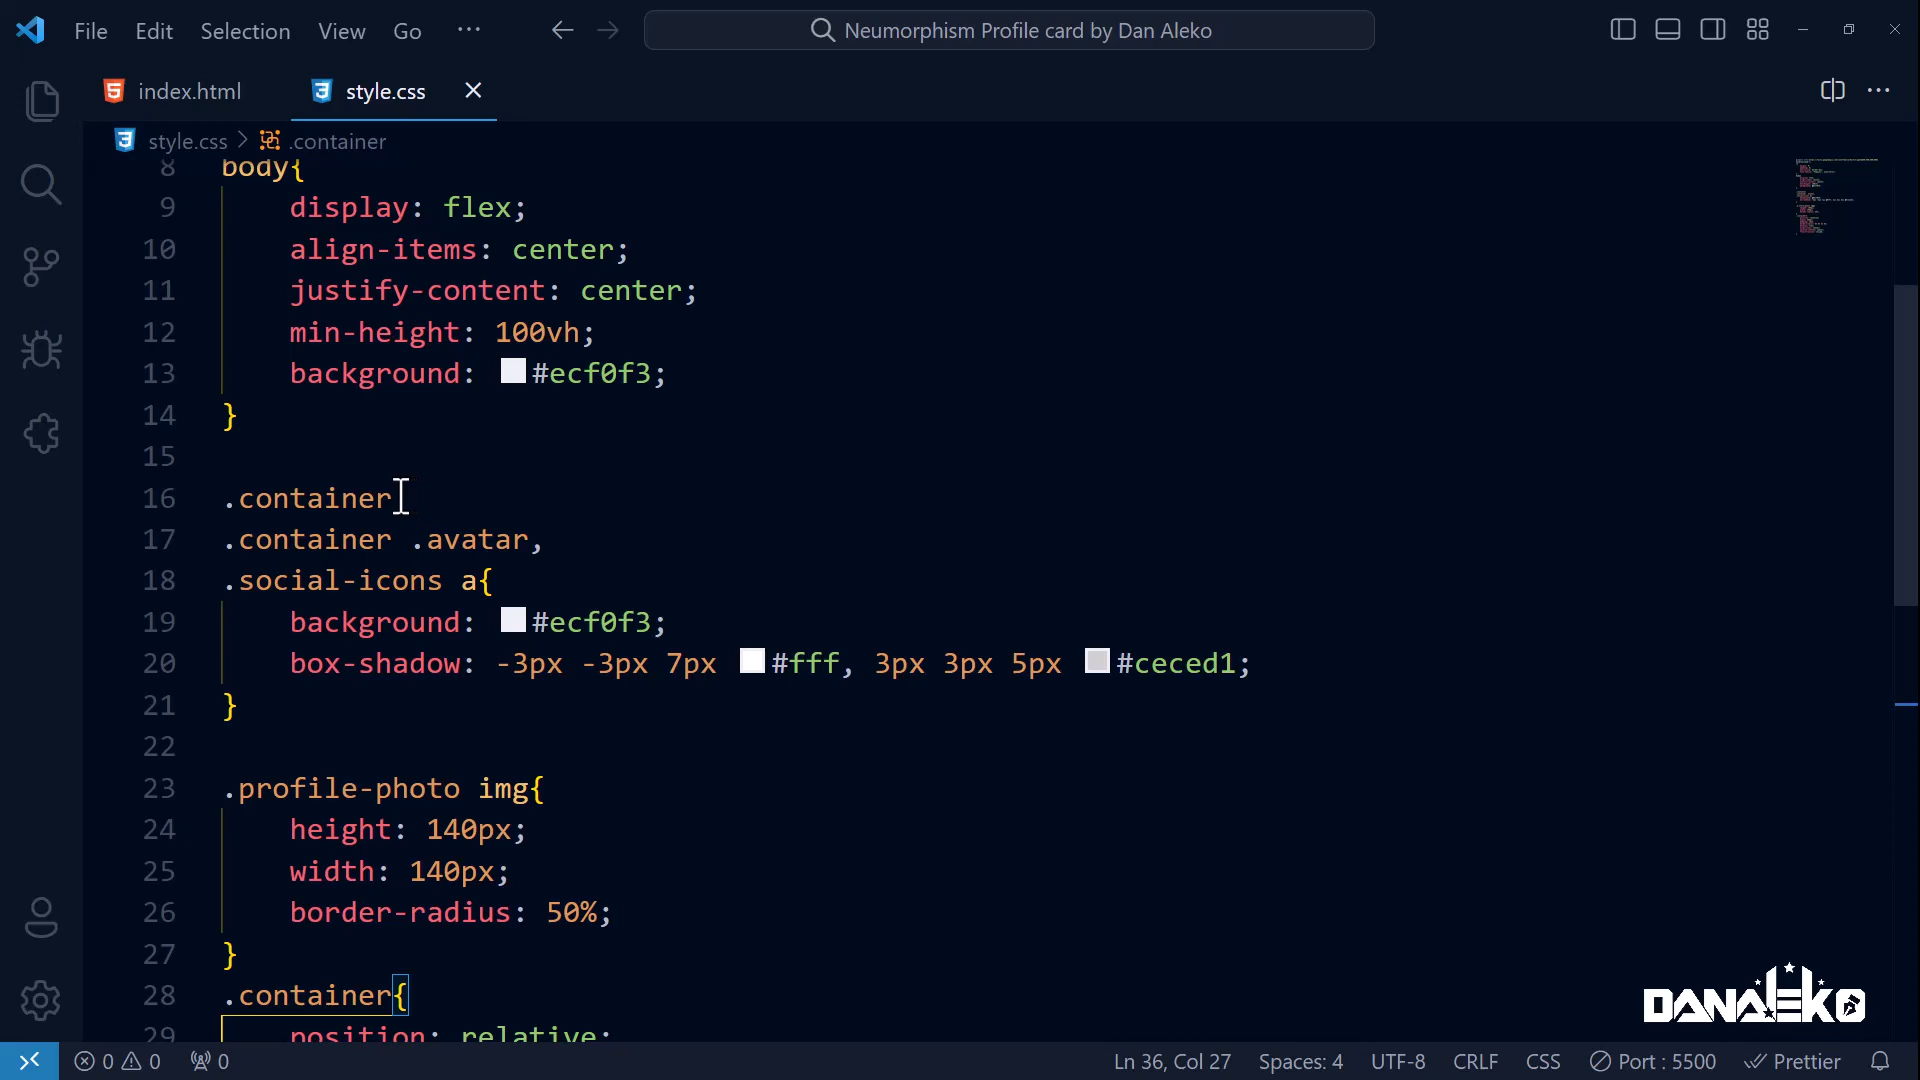 File Edit Selection View Go ···
Neumorphism Profile card by Dan Aleko
index.html
style.css
style.css > .container
8 body{
9 display: flex;
10 align-items: center;
11 justify-content: center;
12 min-height: 100vh;
13 background: #ecf0f3;
14 }
15
16 .container
17 .container .avatar,
18 .social-icons a{
19 background: #ecf0f3;
20 box-shadow: -3px -3px 7px #fff, 3px 3px 5px #ceced1;
21 }
22
23 .profile-photo img{
24 height: 140px;
25 width: 140px;
26 border-radius: 50%;
27 }
28 .container{
29 position: relative;
DANALEKO
0 0 0 Ln 36, Col 27 Spaces: 4 UTF-8 CRLF CSS Port : 5500 Prettier